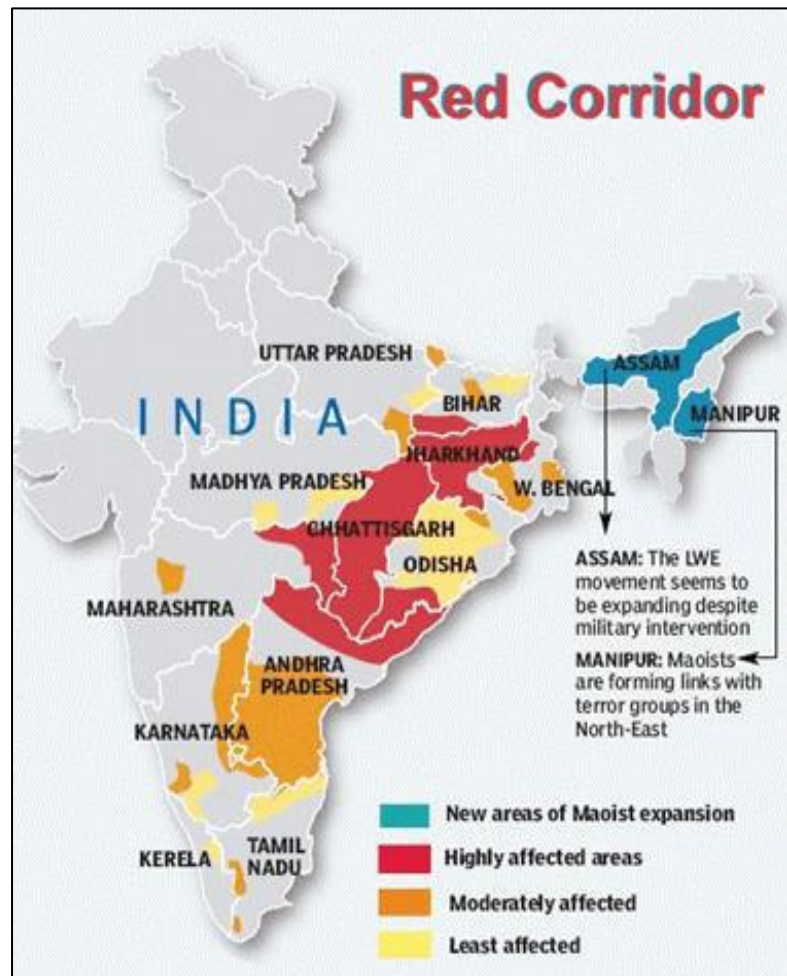 Red Corridor
UTTAR PRADESH
ASSAM
BIHAR
MANIPUR
INDIA
JHARKHAND
MADHYA PRADESH
W. BENGAL
CHHATTISGARH
ODISHA
MAHARASHTRA
ANDHRA
PRADESH
KARNATAKA
KERELA
TAMIL
NADU
ASSAM: The LWE
movement seems to
be expanding despite
military intervention
MANIPUR: Maoists
are forming links with
terror groups in the
North-East
New areas of Maoist expansion
Highly affected areas
Moderately affected
Least affected